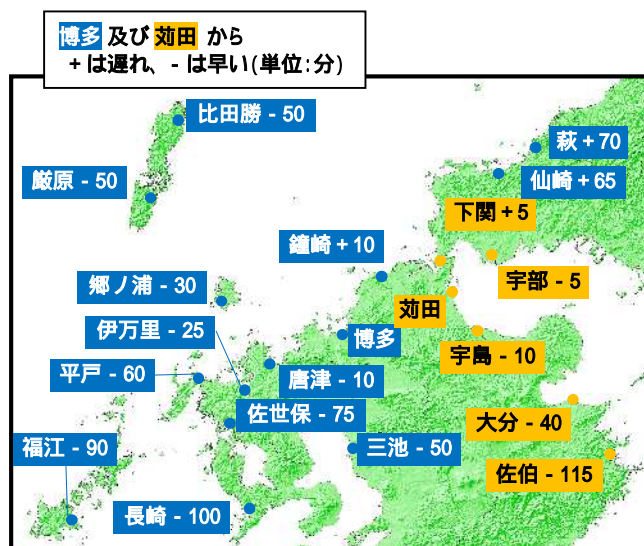 博多 及び 苅田 から
+は遅れ、-は早い(単位:分)
比田勝 - 50
萩 + 70
厳原 - 50
仙崎 + 65
下関 + 5
鐘崎 + 10
宇部 - 5
郷ノ浦 - 30
苅田
伊万里 - 25
博多
宇島 - 10
平戸 - 60
唐津 - 10
佐世保 - 75
大分 - 40
福江 - 90
三池 - 50
佐伯 - 115
長崎 - 100